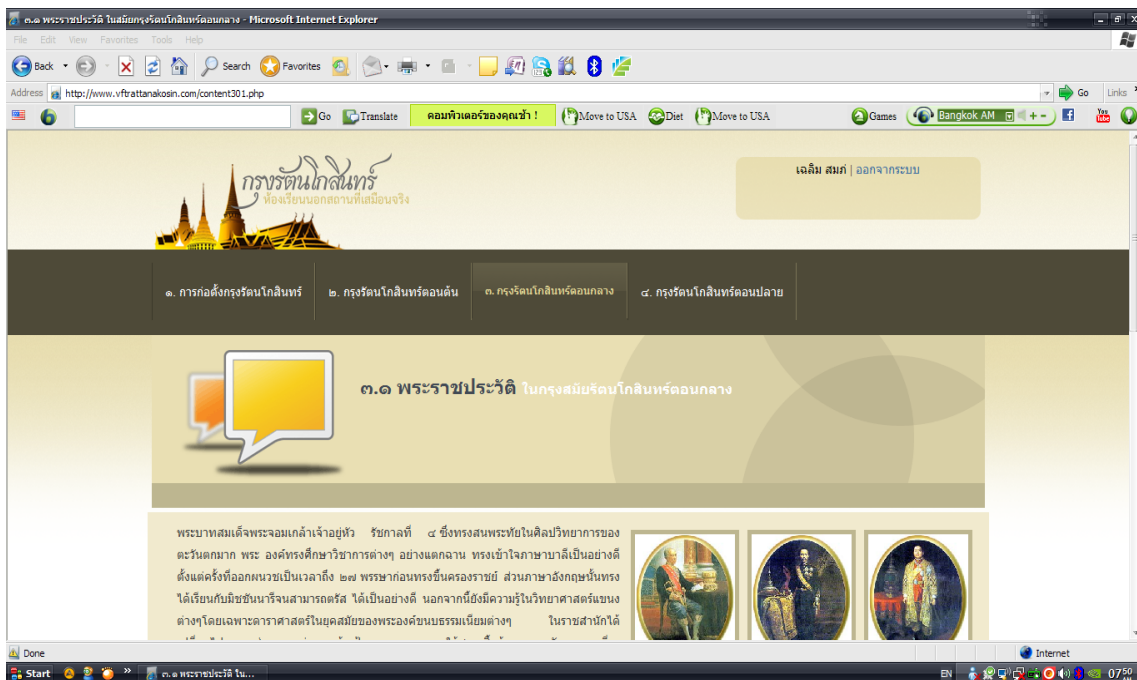 ๓.๑ พระราชประวัติ ในสมัยกรุงรัตนโกสินทร์ตอนกลาง - Microsoft Internet Explorer
File Edit View Favorites Tools Help
Back Search Favorites
Address http://www.vftrattanakosin.com/content301.php Go Links
Go Translate คอมพิวเตอร์ของคุณช้า ! Move to USA Diet Move to USA Games Bangkok AM You Tube
กรุงรัตนโกสินทร์
ห้องเรียนนอกสถานที่เสมือนจริง
เฉลิม สมภ่ | ออกจากระบบ
๑. การก่อตั้งกรุงรัตนโกสินทร์ ๒. กรุงรัตนโกสินทร์ตอนต้น ๓. กรุงรัตนโกสินทร์ตอนกลาง ๔. กรุงรัตนโกสินทร์ตอนปลาย
๓.๑ พระราชประวัติ ในกรุงสมัยรัตนโกสินทร์ตอนกลาง
พระบาทสมเด็จพระจอมเกล้าเจ้าอยู่หัว รัชกาลที่ ๔ ซึ่งทรงสนพระทัยในศิลปวิทยาการของ
ตะวันตกมาก พระ องค์ทรงศึกษาวิชาการต่างๆ อย่างแตกฉาน ทรงเข้าใจภาษาบาลีเป็นอย่างดี
ตั้งแต่ครั้งที่ออกผนวชเป็นเวลาถึง ๒๗ พรรษาก่อนทรงขึ้นครองราชย์ ส่วนภาษาอังกฤษนั้นทรง
ได้เรียนกับมิชชันนารีจนสามารถตรัส ได้เป็นอย่างดี นอกจากนี้ยังมีความรู้ในวิทยาศาสตร์แขนง
ต่างๆโดยเฉพาะดาราศาสตร์ในยุคสมัยของพระองค์ขนบธรรมเนียมต่างๆ ในราชสำนักได้
Done Internet
Start ๓.๑ พระราชประวัติ ใน... EN 07:50 AM